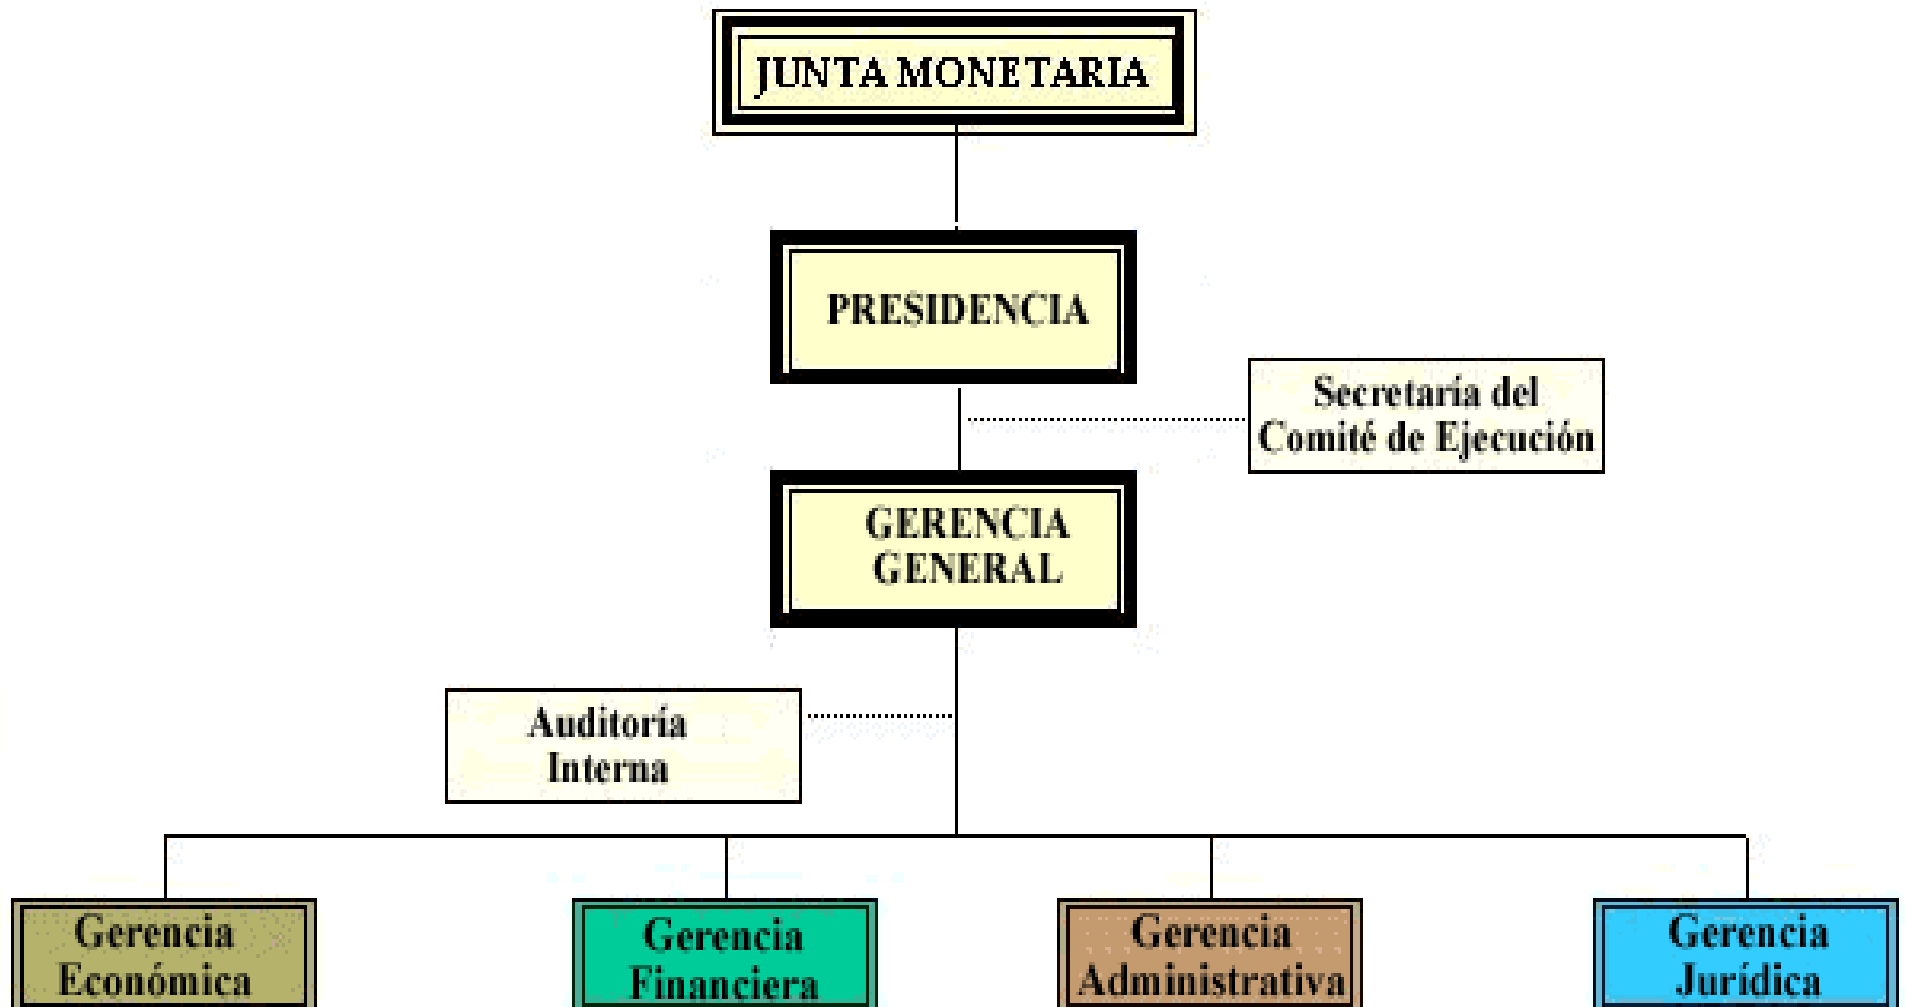 JUNTA MONETARIA
PRESIDENCIA
Secretaría del
Comité de Ejecución
GERENCIA
GENERAL
Auditoría
Interna
Gerencia
Económica
Gerencia
Financiera
Gerencia
Administrativa
Gerencia
Jurídica